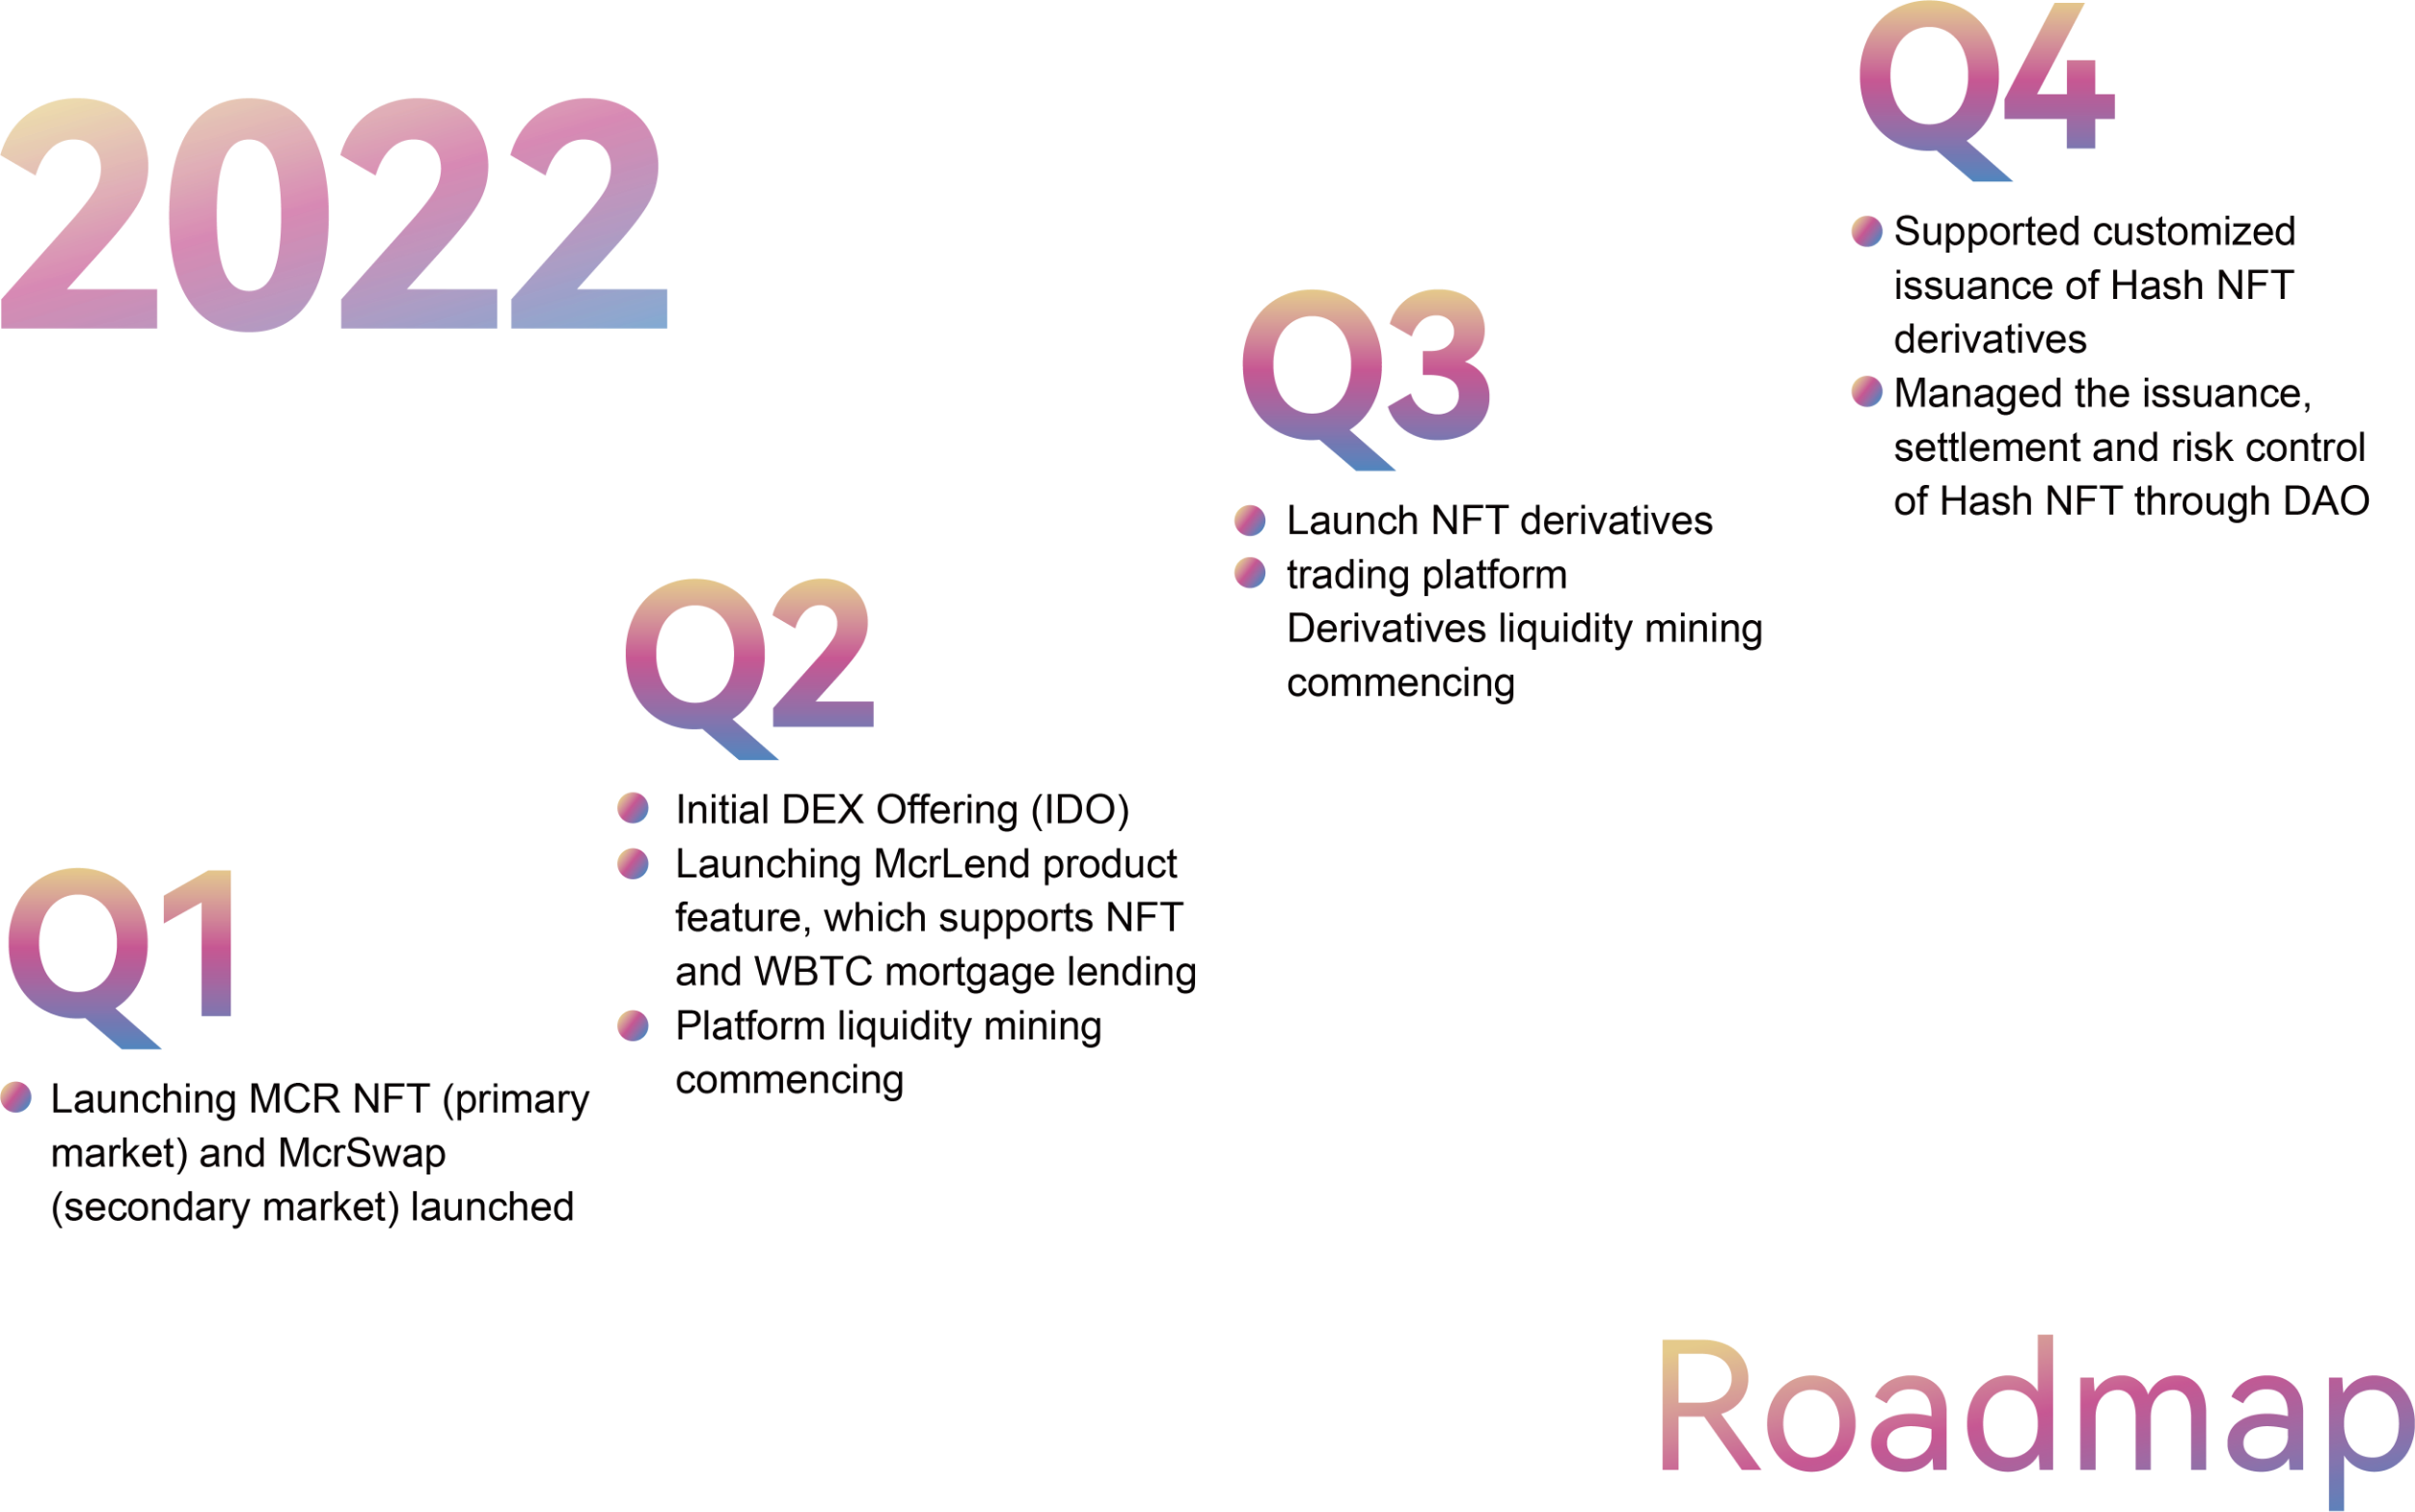 2022
Q1
Launching MCR NFT (primary
market) and McrSwap
(secondary market) launched
Q2
Initial DEX Offering (IDO)
Launching McrLend product
feature, which supports NFT
and WBTC mortgage lending
Platform liquidity mining
commencing
Q3
Launch NFT derivatives
trading platform
Derivatives liquidity mining
commencing
Q4
Supported customized
issuance of Hash NFT
derivatives
Managed the issuance,
settlement and risk control
of Hash NFT through DAO
Roadmap